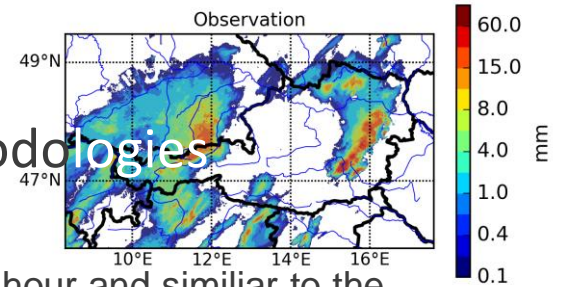 Observation
60.0
49°N
15.0
8.0
dologies
4.0
mm
47°N
1.0
0.4
10°E 12°E 14°E 16°E
0.1
hour and similiar to the